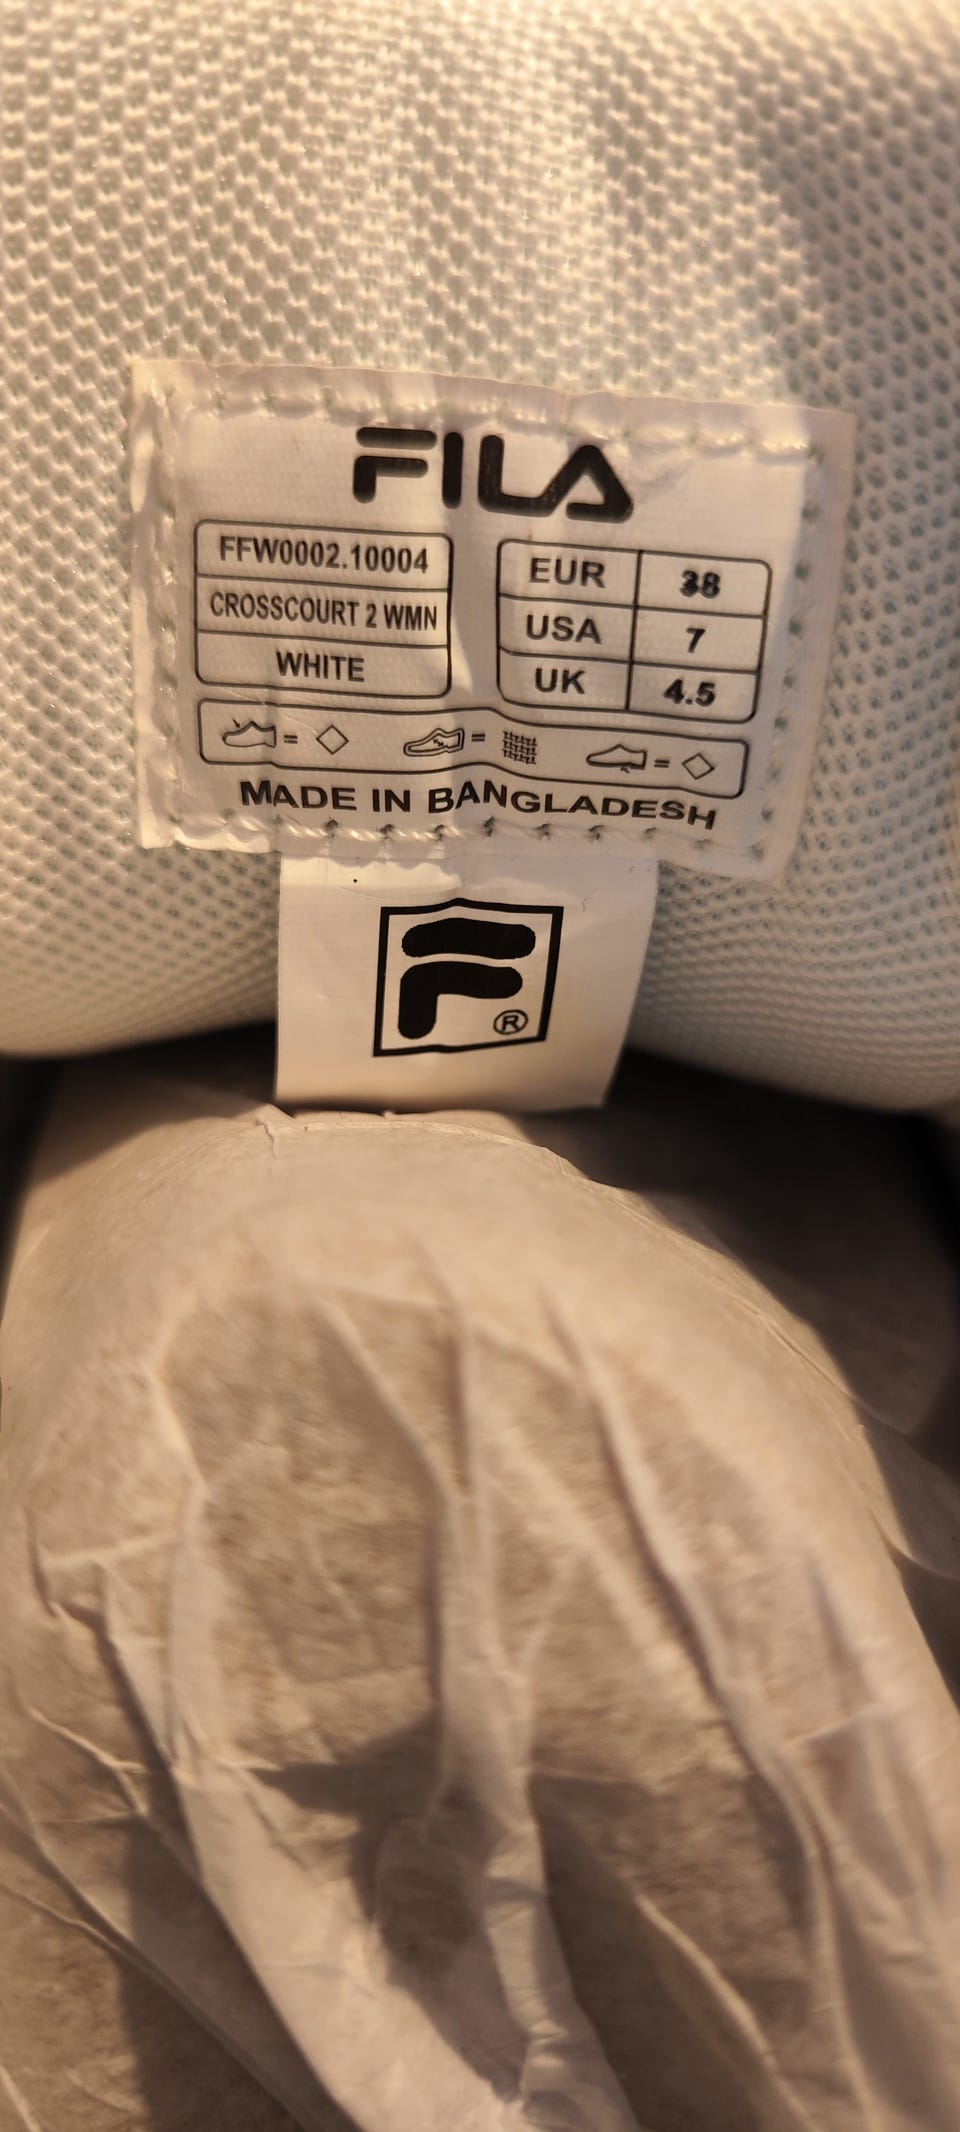 FILA
FFW0002.10004
CROSSCOURT 2 WMN
WHITE
EUR 38
USA 7
UK 4.5
= = =
MADE IN BANGLADESH
F ®